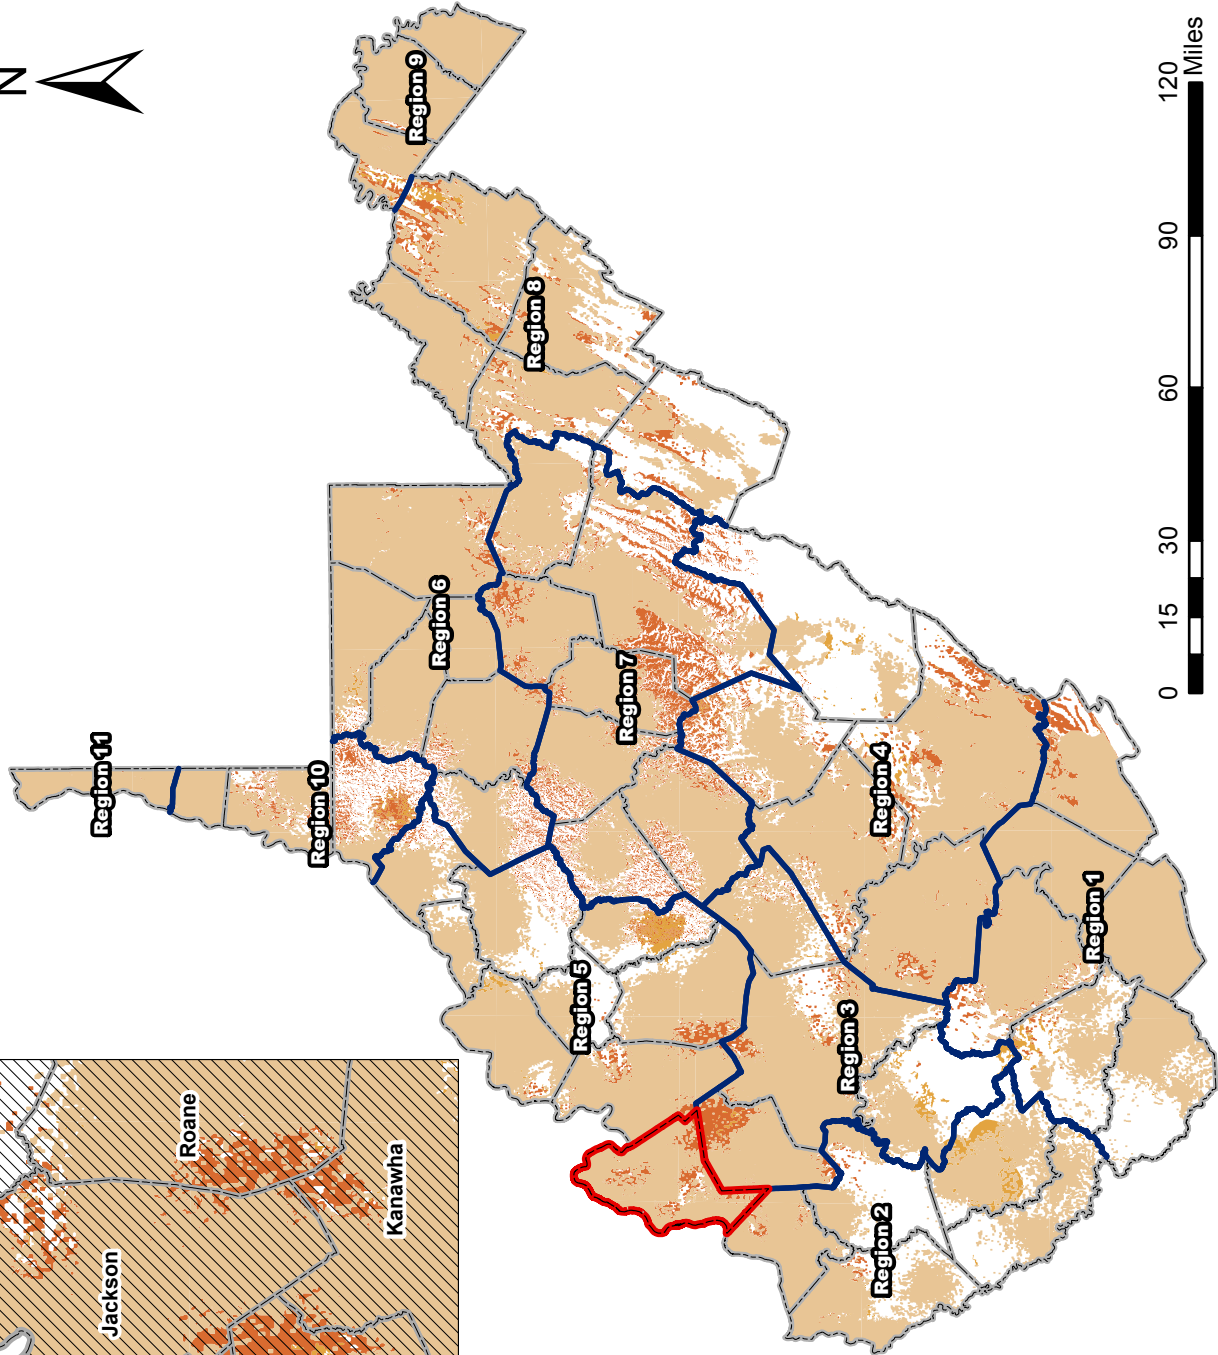 N
Region 9
Region 8
Region 6
Region 7
Region 11
Region 10
Region 4
Region 5
Region 1
Region 3
Region 2
Roane
Kanawha
Jackson
0 15 30 60 90 120
Miles